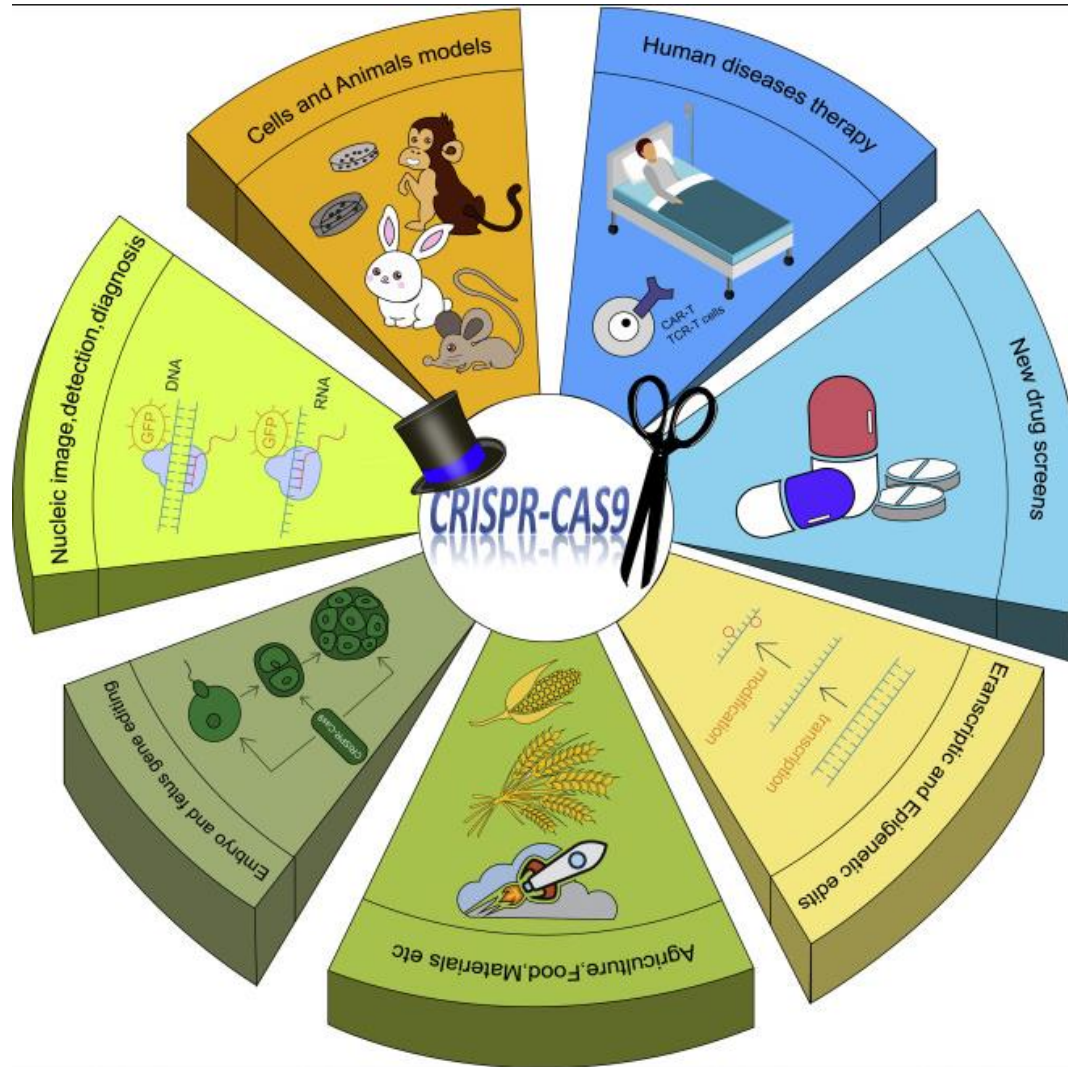 Cells and Animals models
Human diseases therapy
CAR-T
TCR-T cells
New drug screens
Eranscriptic and Epigenetic edits
modification
transcription
Agriculture,Food,Materials etc
Embryo and fetus gene editing
CRISPR-Cas9
Nucleic image,detection,diagnosis
GFP
DNA
GFP
RNA
CRISPR-CAS9